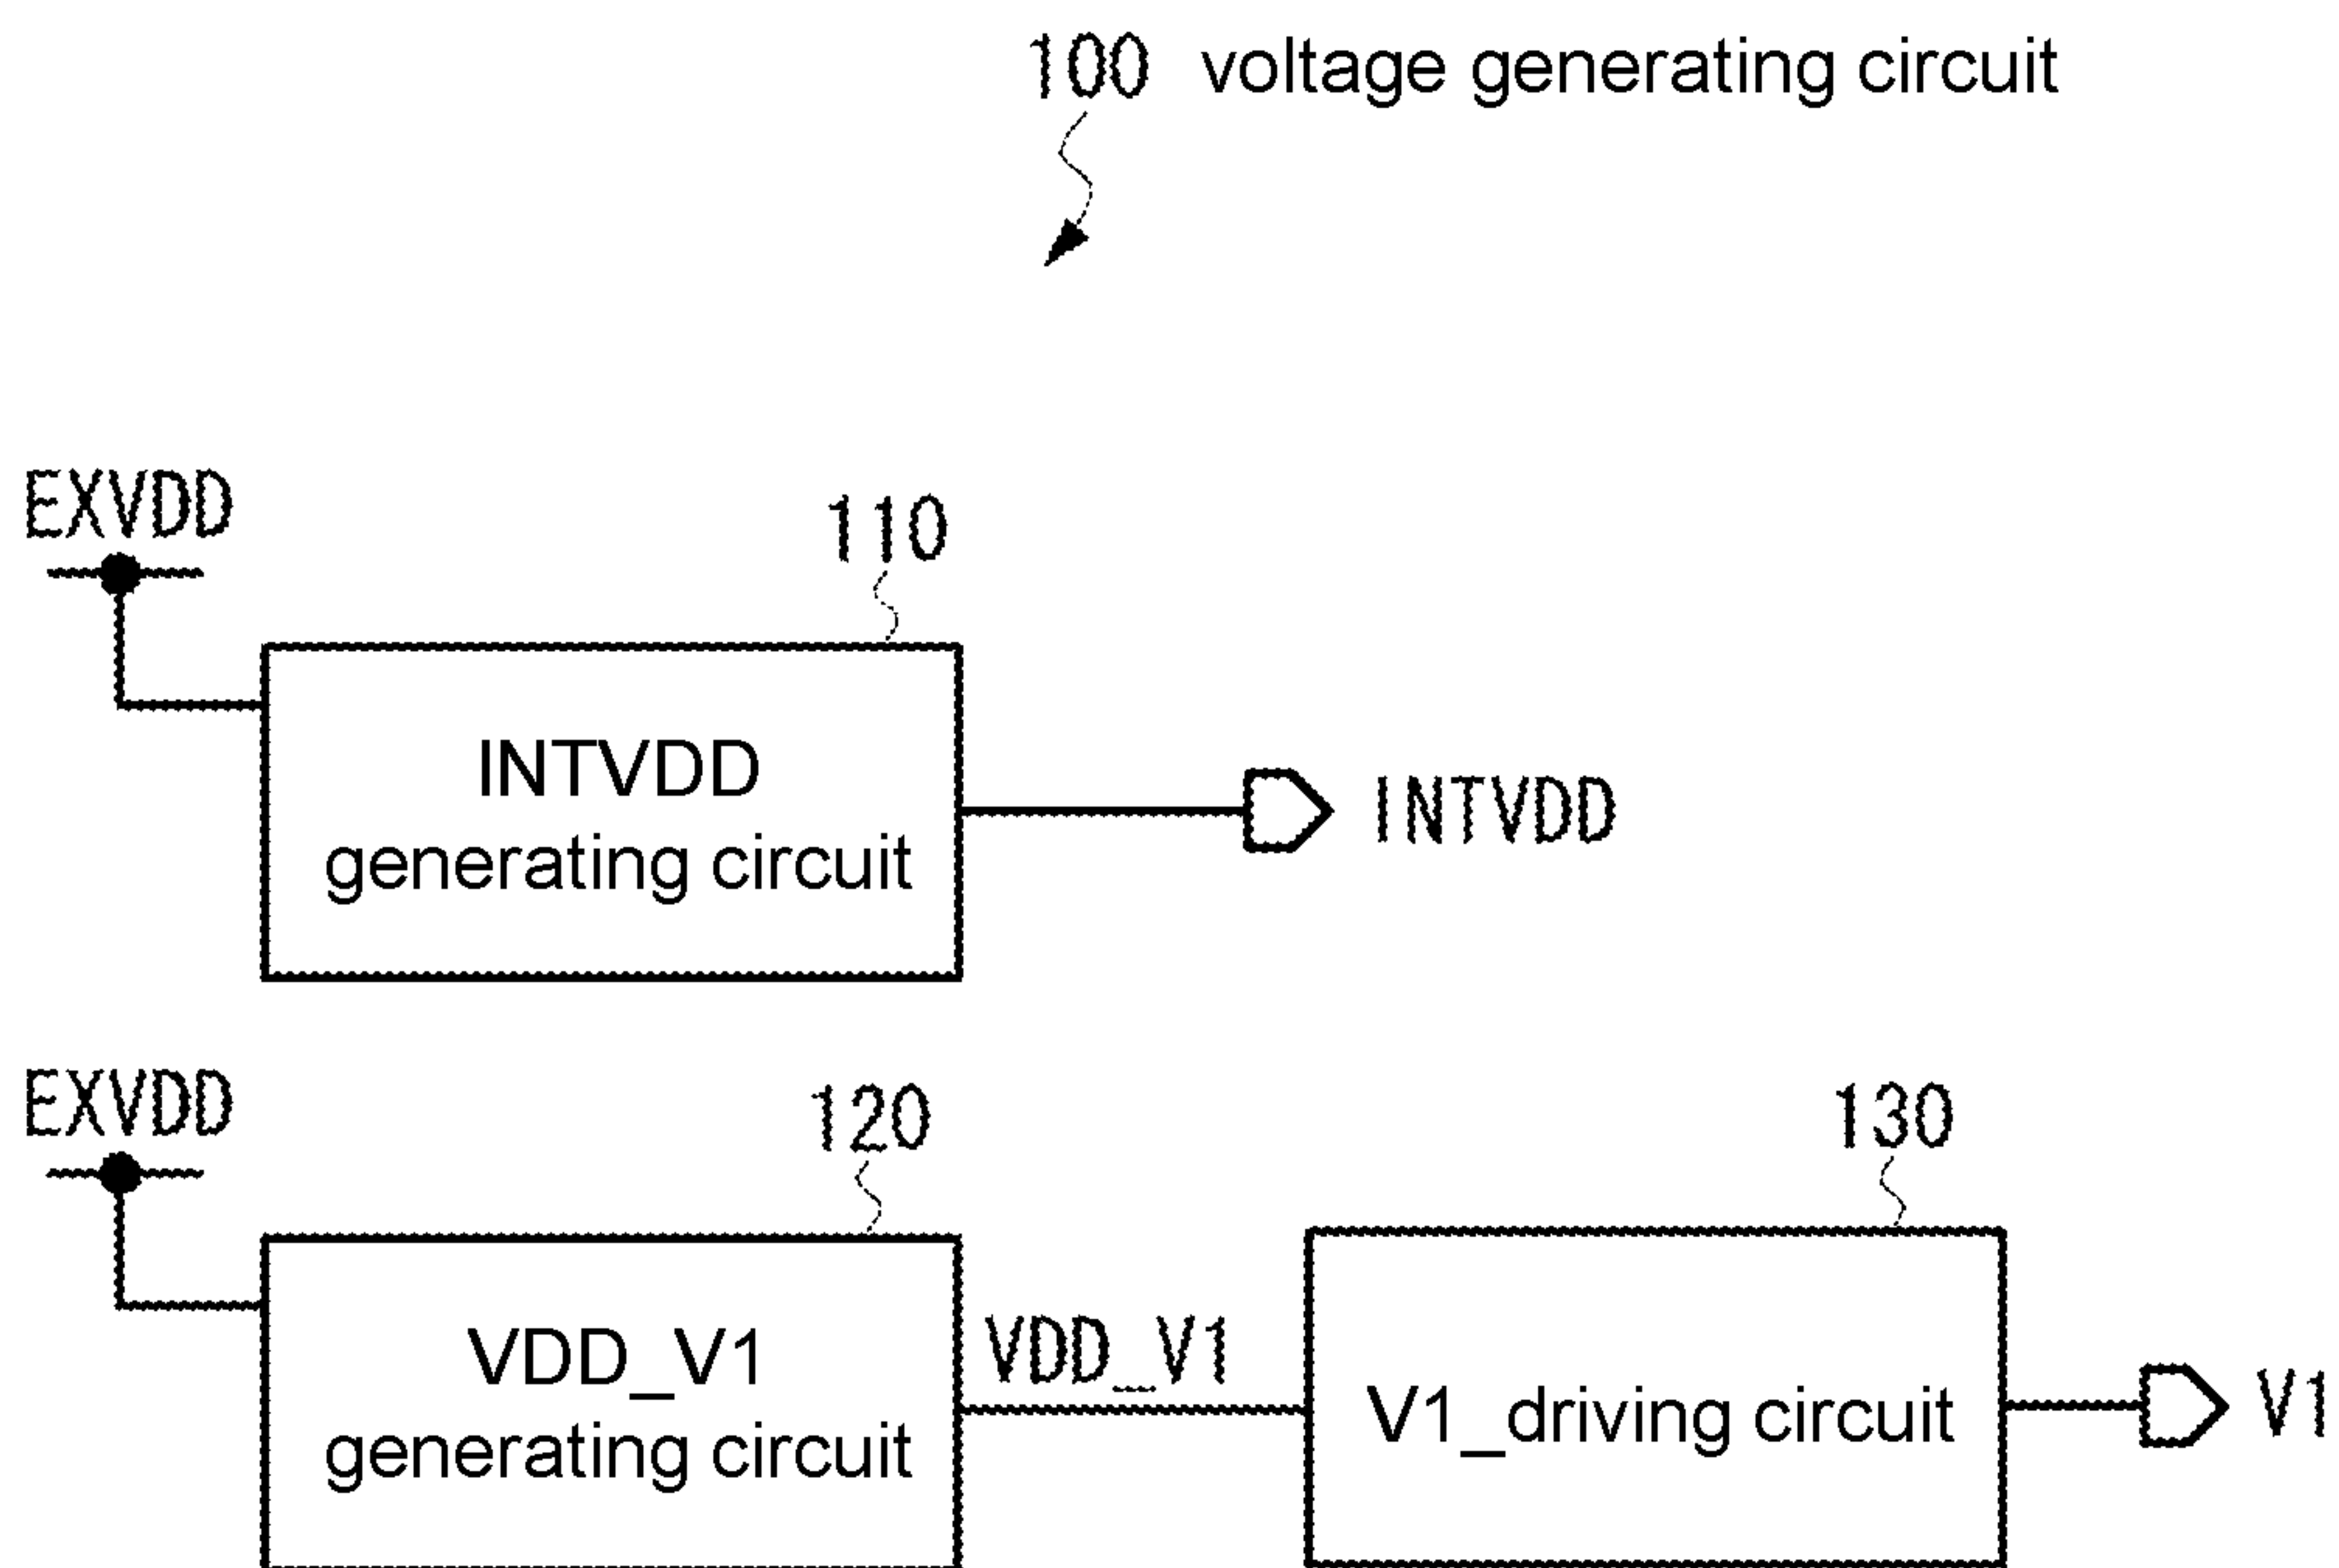 100 voltage generating circuit
EXVDD
110
INTVDD
generating circuit
INTVDD
EXVDD
120
130
VDD_V1
generating circuit
VDD_V1
V1_driving circuit
V1